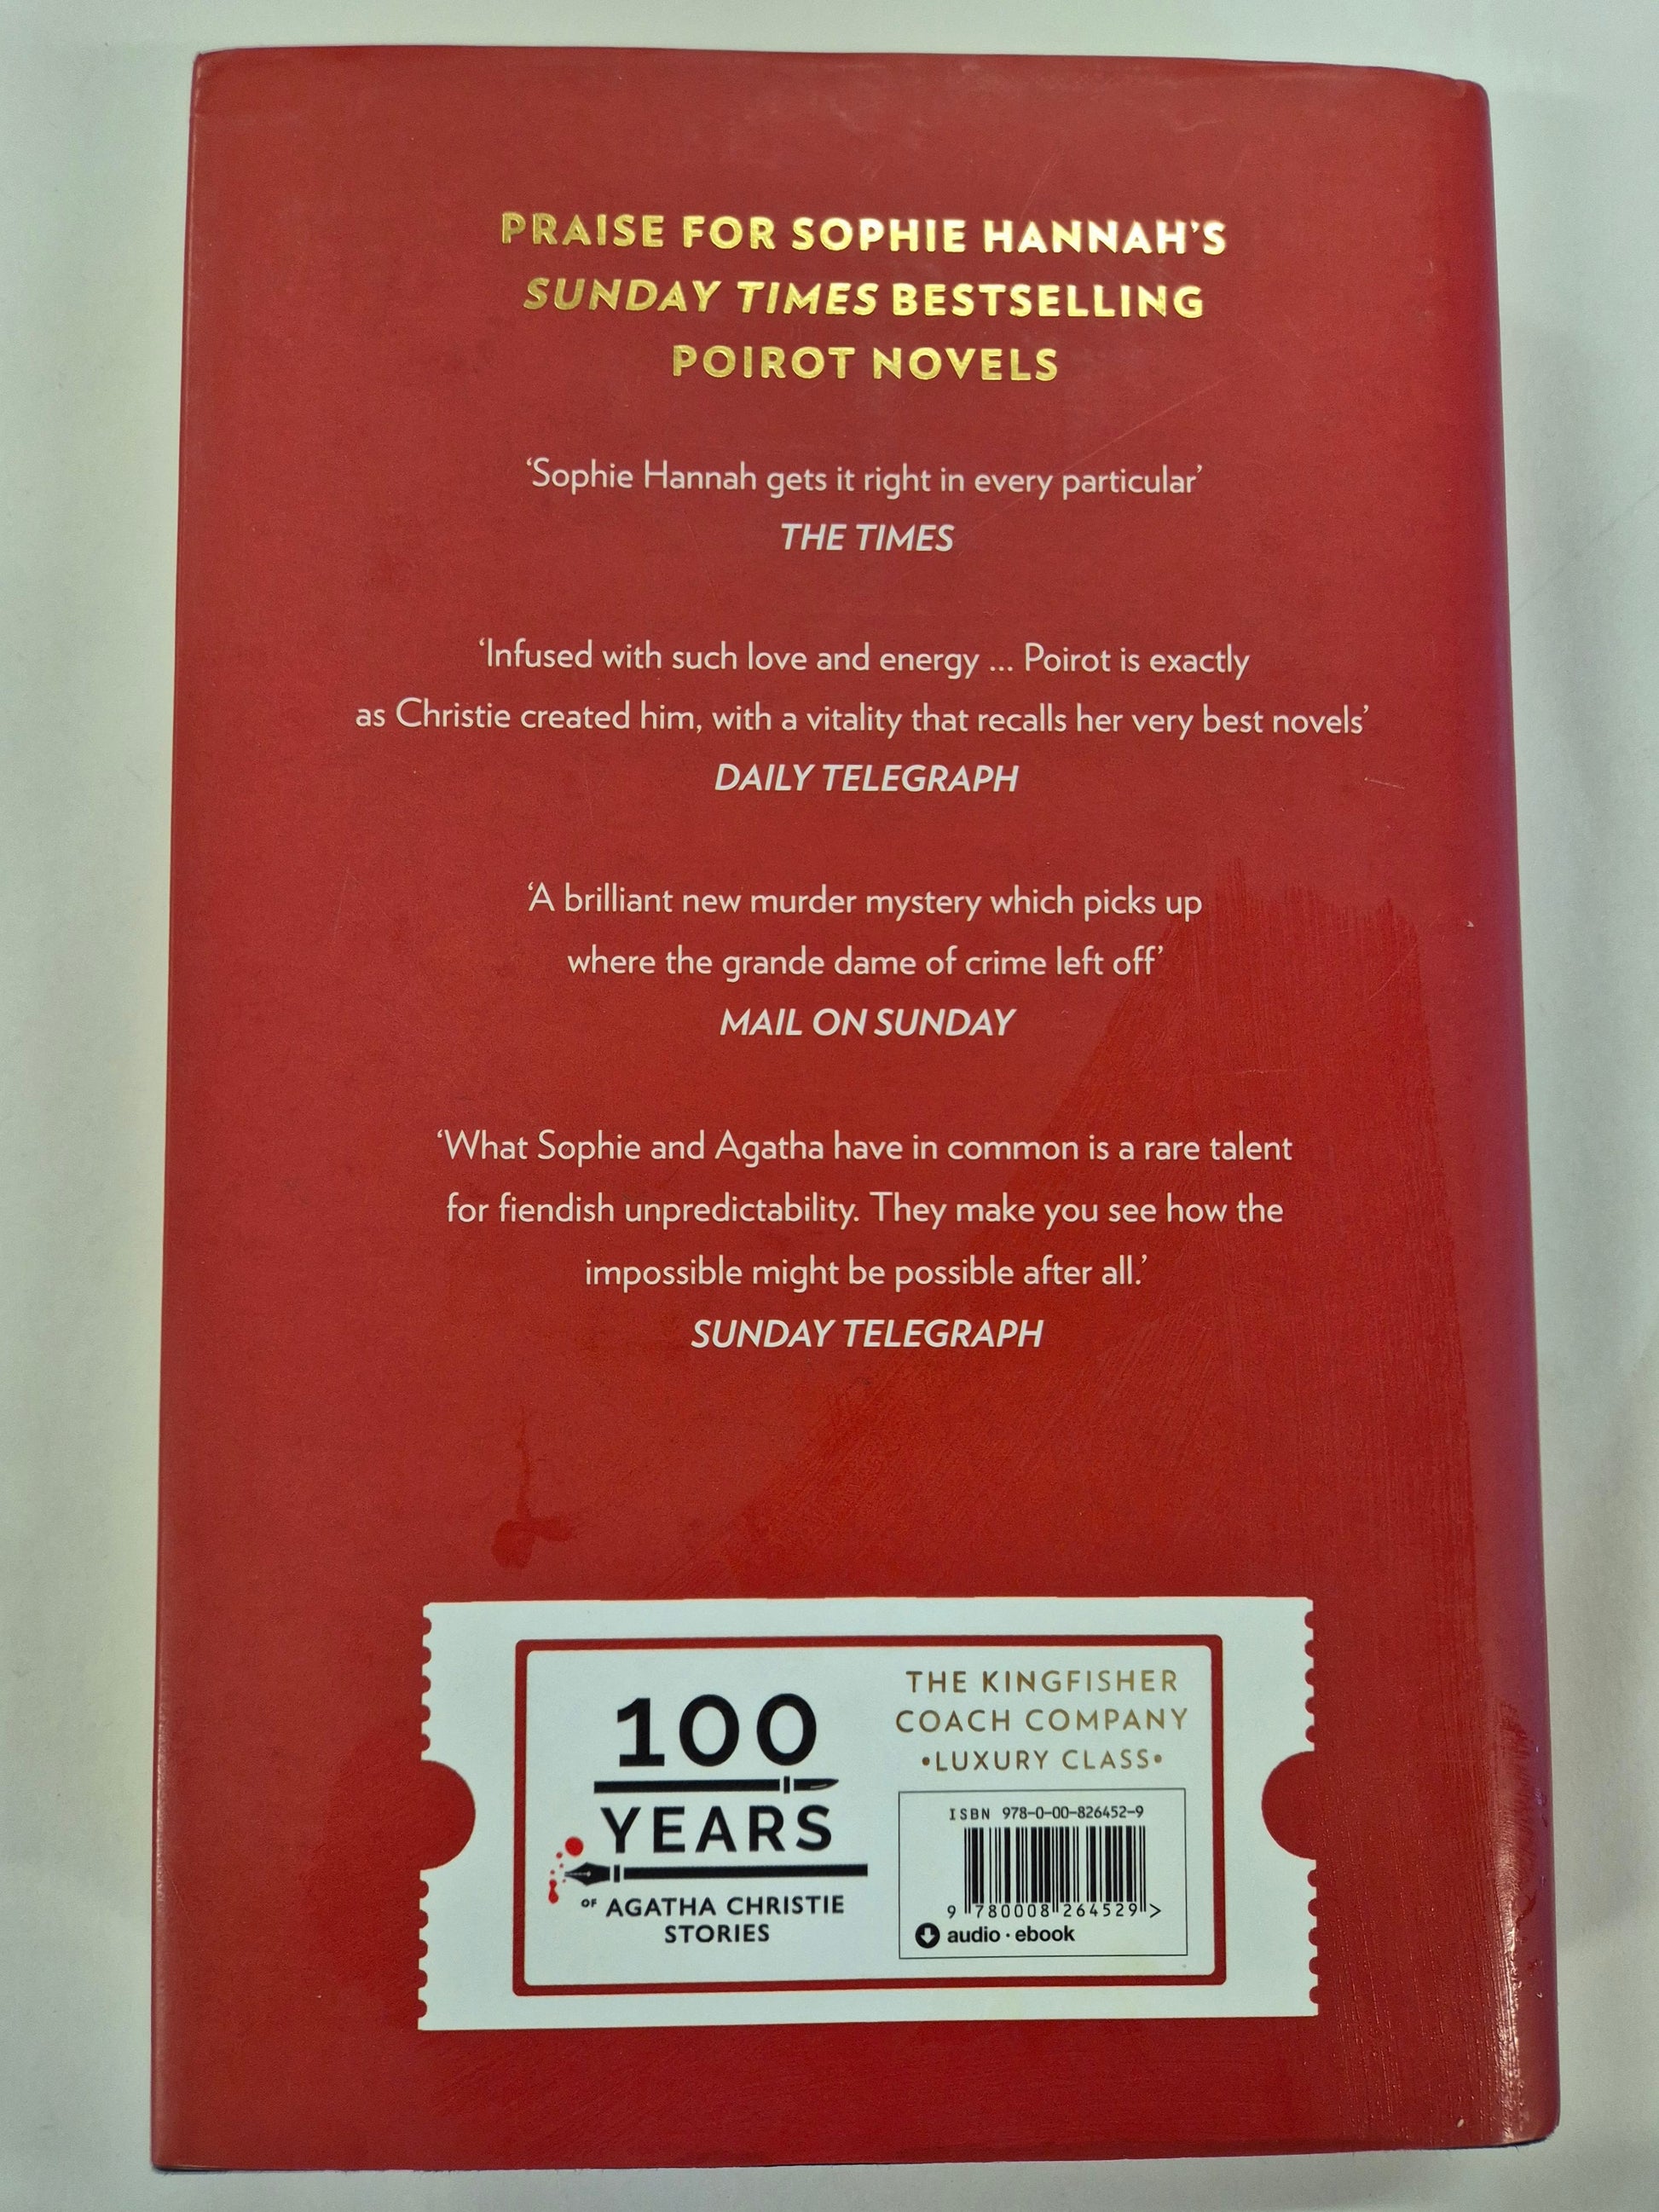 PRAISE FOR SOPHIE HANNAH'S
SUNDAY TIMES BESTSELLING
POIROT NOVELS
‘Sophie Hannah gets it right in every particular’
THE TIMES
‘Infused with such love and energy ... Poirot is exactly
as Christie created him, with a vitality that recalls her very best novels’
DAILY TELEGRAPH
‘A brilliant new murder mystery which picks up
where the grande dame of crime left off’
MAIL ON SUNDAY
‘What Sophie and Agatha have in common is a rare talent
for fiendish unpredictability. They make you see how the
impossible might be possible after all.’
SUNDAY TELEGRAPH
100
YEARS
OF AGATHA CHRISTIE
STORIES
THE KINGFISHER
COACH COMPANY
•LUXURY CLASS•
ISBN 978-0-00-826452-9
9 780008 264529 >
audio · ebook